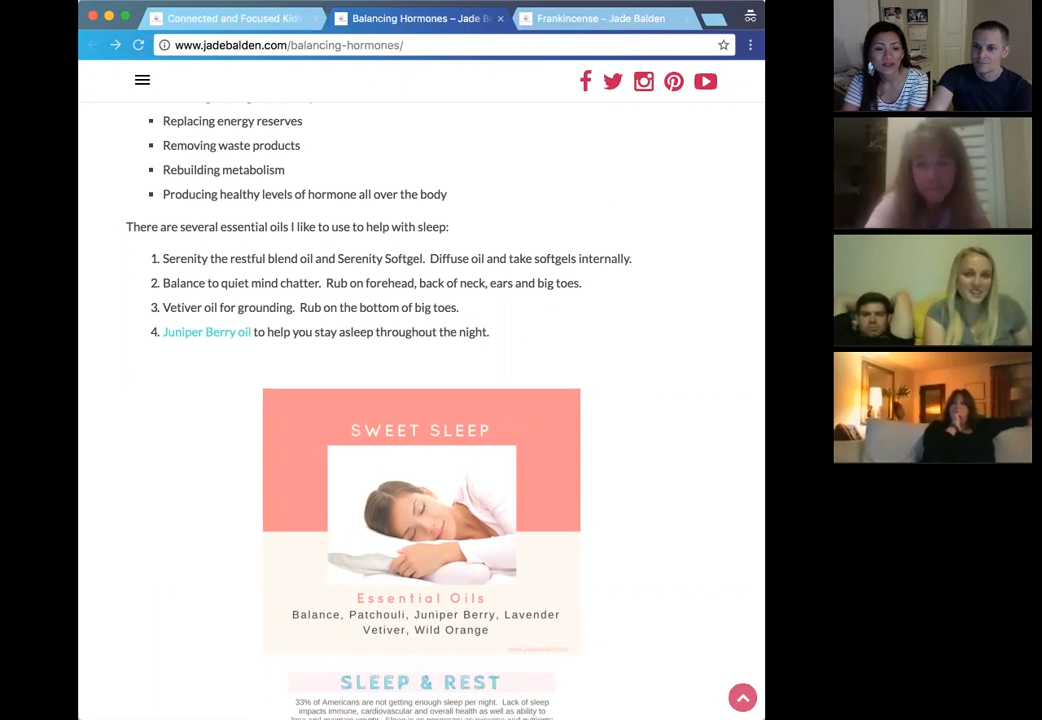 Connected and Focused Kids
Balancing Hormones – Jade B
Frankincense – Jade Balden
www.jadebalden.com/balancing-hormones/
Replacing energy reserves
Removing waste products
Rebuilding metabolism
Producing healthy levels of hormone all over the body
There are several essential oils I like to use to help with sleep:
1. Serenity the restful blend oil and Serenity Softgel. Diffuse oil and take softgels internally.
2. Balance to quiet mind chatter. Rub on forehead, back of neck, ears and big toes.
3. Vetiver oil for grounding. Rub on the bottom of big toes.
4. Juniper Berry oil to help you stay asleep throughout the night.
SWEET SLEEP
Essential Oils
Balance, Patchouli, Juniper Berry, Lavender
Vetiver, Wild Orange
www.jadebalden.com
SLEEP & REST
33% of Americans are not getting enough sleep per night. Lack of sleep
impacts immune, cardiovascular and overall health as well as ability to